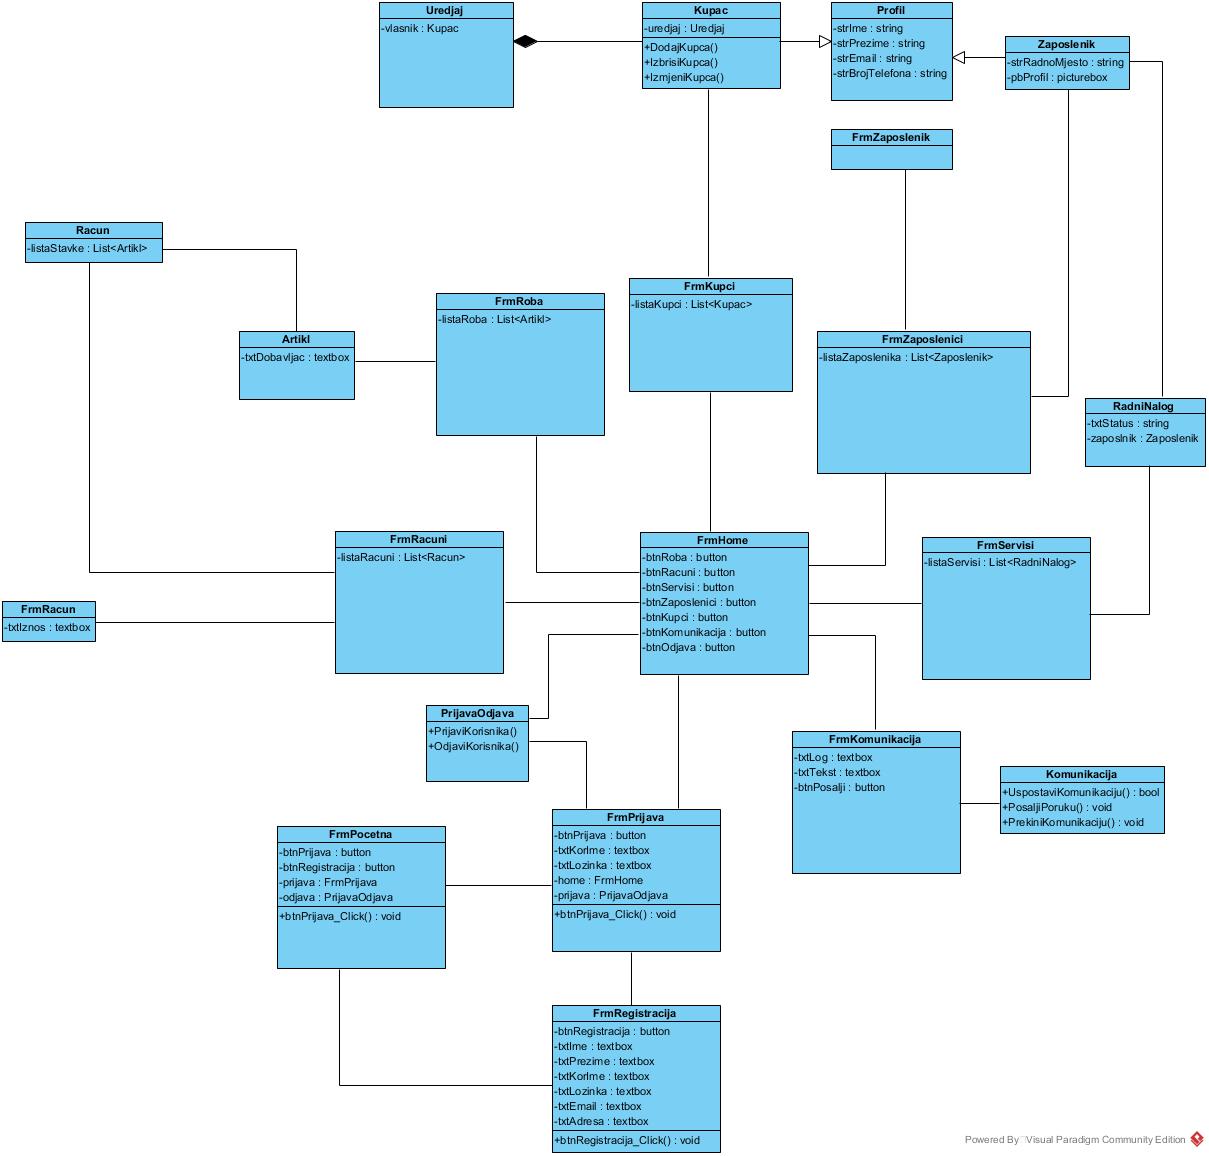 Uredjaj
-vlasnik : Kupac
Kupac
-uredjaj : Uredjaj
+DodajKupca()
+IzbrisiKupca()
+IzmjeniKupca()
Profil
-strIme : string
-strPrezime : string
-strEmail : string
-strBrojTelefona : string
Zaposlenik
-strRadnoMjesto : string
-pbProfil : picturebox
FrmZaposlenik
Racun
-listaStavke : List<Artikl>
Artikl
-txtDobavljac : textbox
FrmRoba
-listaRoba : List<Artikl>
FrmKupci
-listaKupci : List<Kupac>
FrmZaposlenici
-listaZaposlenika : List<Zaposlenik>
RadniNalog
-txtStatus : string
-zaposlnik : Zaposlenik
FrmRacuni
-listaRacuni : List<Racun>
FrmRacun
-txtIznos : textbox
FrmHome
-btnRoba : button
-btnRacuni : button
-btnServisi : button
-btnZaposlenici : button
-btnKupci : button
-btnKomunikacija : button
-btnOdjava : button
FrmServisi
-listaServisi : List<RadniNalog>
PrijavaOdjava
+PrijaviKorisnika()
+OdjaviKorisnika()
FrmKomunikacija
-txtLog : textbox
-txtTekst : textbox
-btnPosalji : button
Komunikacija
+UspostaviKomunikaciju() : bool
+PosaljiPoruku() : void
+PrekiniKomunikaciju() : void
FrmPocetna
-btnPrijava : button
-btnRegistracija : button
-prijava : FrmPrijava
-odjava : PrijavaOdjava
+btnPrijava_Click() : void
FrmPrijava
-btnPrijava : button
-txtKorIme : textbox
-txtLozinka : textbox
-home : FrmHome
-prijava : PrijavaOdjava
+btnPrijava_Click() : void
FrmRegistracija
-btnRegistracija : button
-txtIme : textbox
-txtPrezime : textbox
-txtKorIme : textbox
-txtLozinka : textbox
-txtEmail : textbox
-txtAdresa : textbox
+btnRegistracija_Click() : void
Powered By Visual Paradigm Community Edition